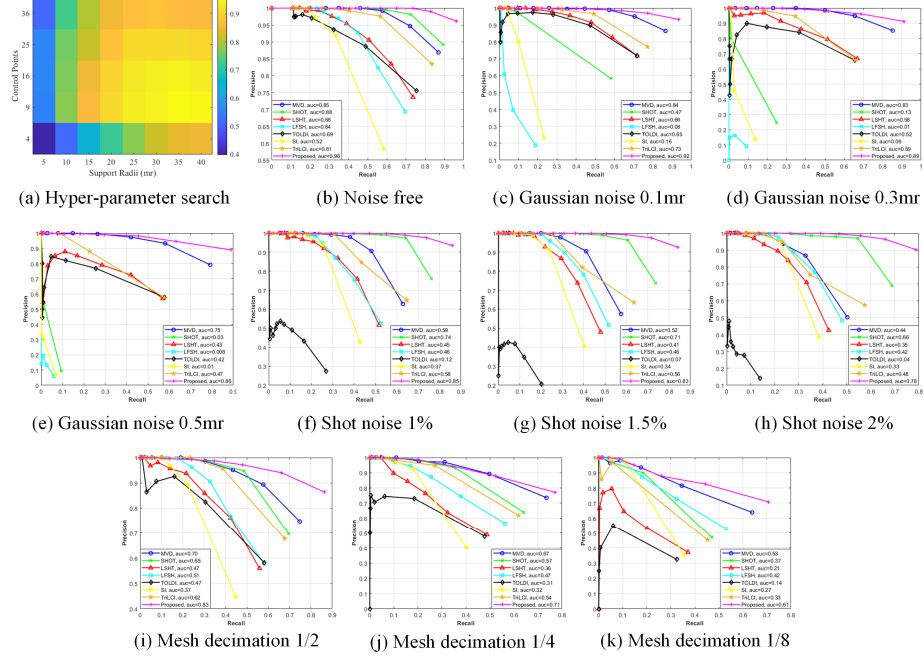 Control Points
36
25
16
9
4
5 10 15 20 25 30 35 40
Support Radii (mr)
0.9
0.8
0.7
0.6
0.5
0.4
(a) Hyper-parameter search
Precision
Recall
MVD, auc=0.85
SHOT, auc=0.88
LSHT, auc=0.68
LFSH, auc=0.64
TOLDI, auc=0.69
SI, auc=0.52
TriLCI, auc=0.81
Proposed, auc=0.96
(b) Noise free
Precision
Recall
MVD, auc=0.84
SHOT, auc=0.47
LSHT, auc=0.66
LFSH, auc=0.08
TOLDI, auc=0.65
SI, auc=0.16
TriLCI, auc=0.73
Proposed, auc=0.92
(c) Gaussian noise 0.1mr
Precision
Recall
MVD, auc=0.83
SHOT, auc=0.13
LSHT, auc=0.58
LFSH, auc=0.01
TOLDI, auc=0.52
SI, auc=0.06
TriLCI, auc=0.59
Proposed, auc=0.89
(d) Gaussian noise 0.3mr
Precision
Recall
MVD, auc=0.75
SHOT, auc=0.03
LSHT, auc=0.43
LFSH, auc=0.008
TOLDI, auc=0.42
SI, auc=0.01
TriLCI, auc=0.47
Proposed, auc=0.86
(e) Gaussian noise 0.5mr
Precision
Recall
MVD, auc=0.59
SHOT, auc=0.74
LSHT, auc=0.45
LFSH, auc=0.46
TOLDI, auc=0.12
SI, auc=0.37
TriLCI, auc=0.58
Proposed, auc=0.85
(f) Shot noise 1%
Precision
Recall
MVD, auc=0.52
SHOT, auc=0.71
LSHT, auc=0.41
LFSH, auc=0.46
TOLDI, auc=0.07
SI, auc=0.34
TriLCI, auc=0.56
Proposed, auc=0.83
(g) Shot noise 1.5%
Precision
Recall
MVD, auc=0.44
SHOT, auc=0.66
LSHT, auc=0.35
LFSH, auc=0.42
TOLDI, auc=0.04
SI, auc=0.33
TriLCI, auc=0.48
Proposed, auc=0.78
(h) Shot noise 2%
Precision
Recall
MVD, auc=0.70
SHOT, auc=0.65
LSHT, auc=0.47
LFSH, auc=0.51
TOLDI, auc=0.47
SI, auc=0.37
TriLCI, auc=0.62
Proposed, auc=0.83
(i) Mesh decimation 1/2
Precision
Recall
MVD, auc=0.67
SHOT, auc=0.57
LSHT, auc=0.36
LFSH, auc=0.47
TOLDI, auc=0.31
SI, auc=0.32
TriLCI, auc=0.54
Proposed, auc=0.71
(j) Mesh decimation 1/4
Precision
Recall
MVD, auc=0.53
SHOT, auc=0.37
LSHT, auc=0.21
LFSH, auc=0.42
TOLDI, auc=0.14
SI, auc=0.27
TriLCI, auc=0.33
Proposed, auc=0.61
(k) Mesh decimation 1/8